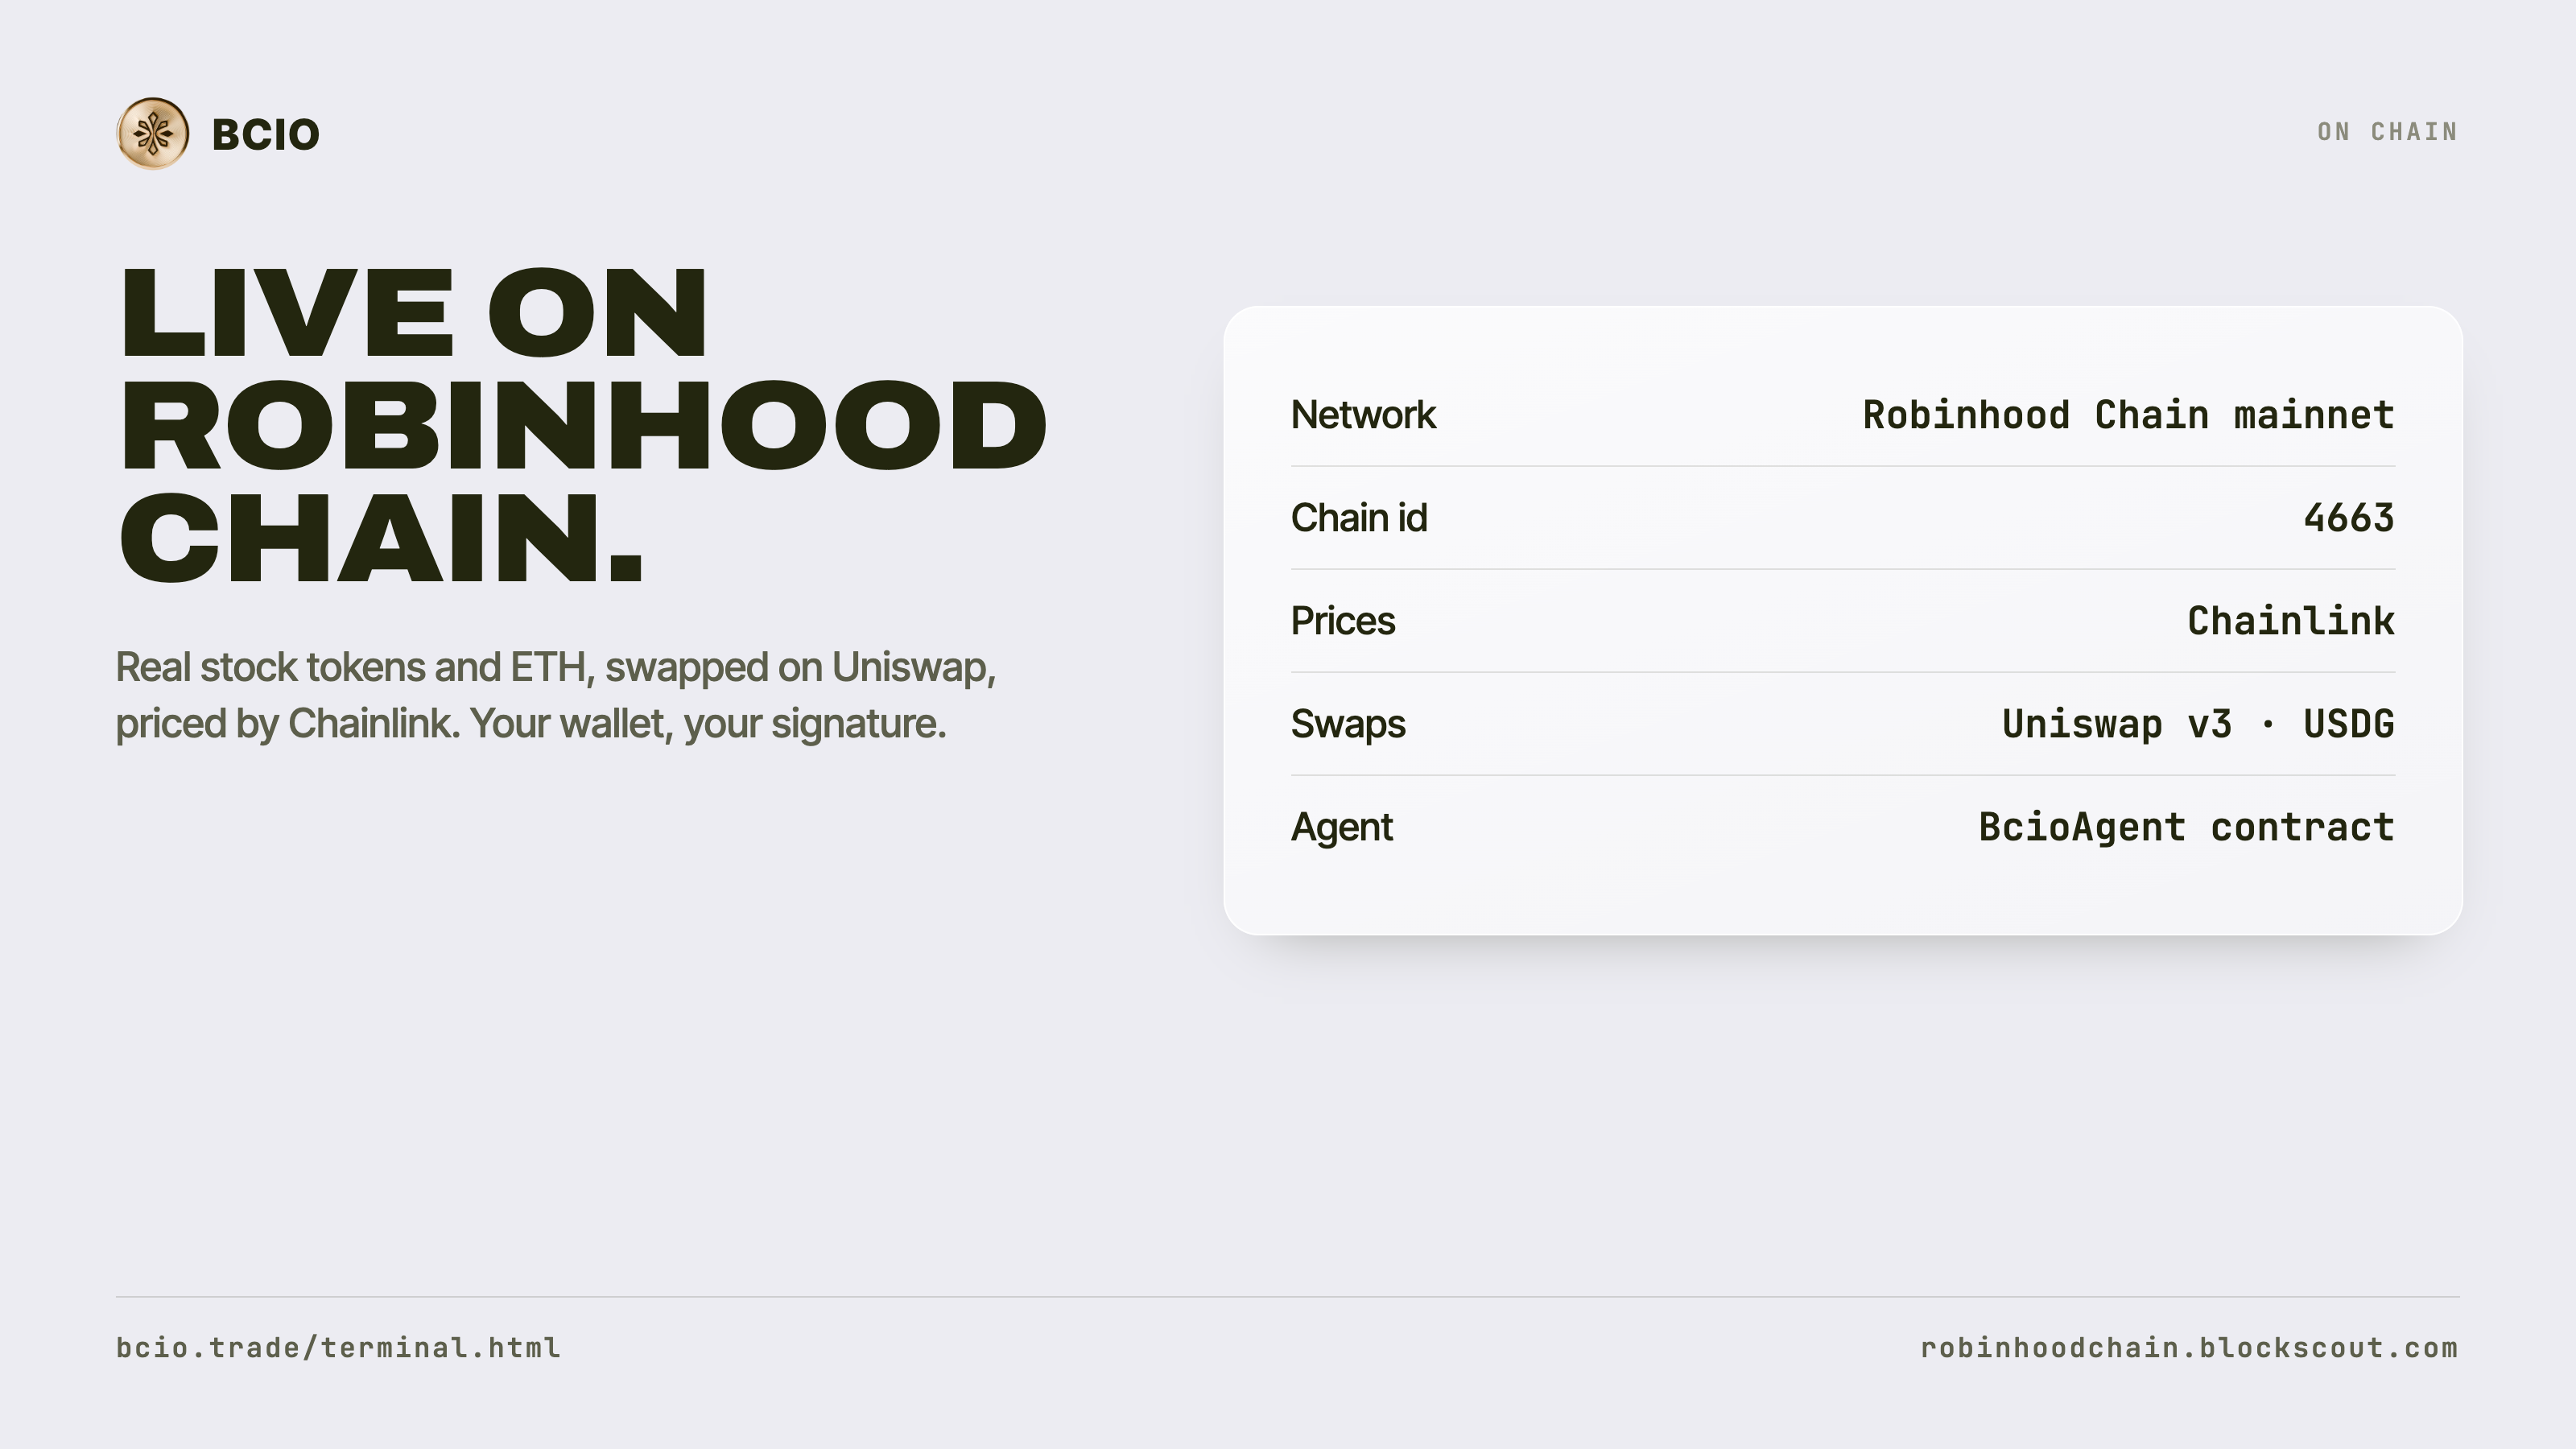 BCIO
ON CHAIN
LIVE ON
ROBINHOOD
CHAIN.
Real stock tokens and ETH, swapped on Uniswap,
priced by Chainlink. Your wallet, your signature.
Network Robinhood Chain mainnet
Chain id 4663
Prices Chainlink
Swaps Uniswap v3 · USDG
Agent BcioAgent contract
bcio.trade/terminal.html
robinhoodchain.blockscout.com